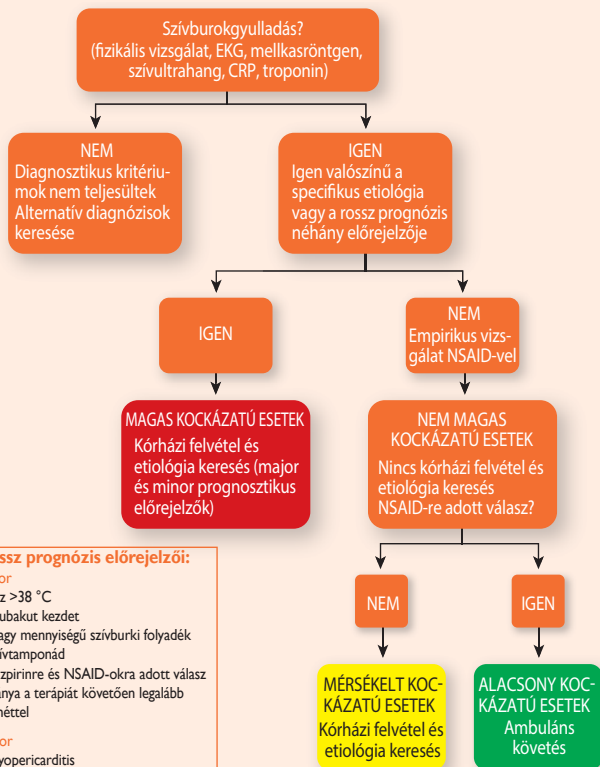 Szívburokgyulladás?
(fizikális vizsgálat, EKG, mellkasröntgen,
szívultrahang, CRP, troponin)
NEM
Diagnosztikus kritériu-
mok nem teljesültek
Alternatív diagnózisok
keresése
IGEN
Igen valószínű a
specifikus etiológia
vagy a rossz prognózis
néhány előrejelzője
IGEN
NEM
Empirikus vizs-
gálat NSAID-vel
MAGAS KOCKÁZATÚ ESETEK
Kórházi felvétel és
etiológia keresés (major
és minor prognosztikus
előrejelzők)
NEM MAGAS
KOCKÁZATÚ ESETEK
Nincs kórházi felvétel és
etiológia keresés
NSAID-re adott válasz?
NEM
IGEN
MÉRSÉKELT KOC-
KÁZATÚ ESETEK
Kórházi felvétel és
etiológia keresés
ALACSONY KOC-
KÁZATÚ ESETEK
Ambuláns
követés
ssz prognózis előrejelzői:
or
z >38 °C
ubakut kezdet
agy mennyiségű szívburki folyadék
ívtamponád
zpirinre és NSAID-okra adott válasz
nya a terápiát követően legalább
héttel
or
yopericarditis